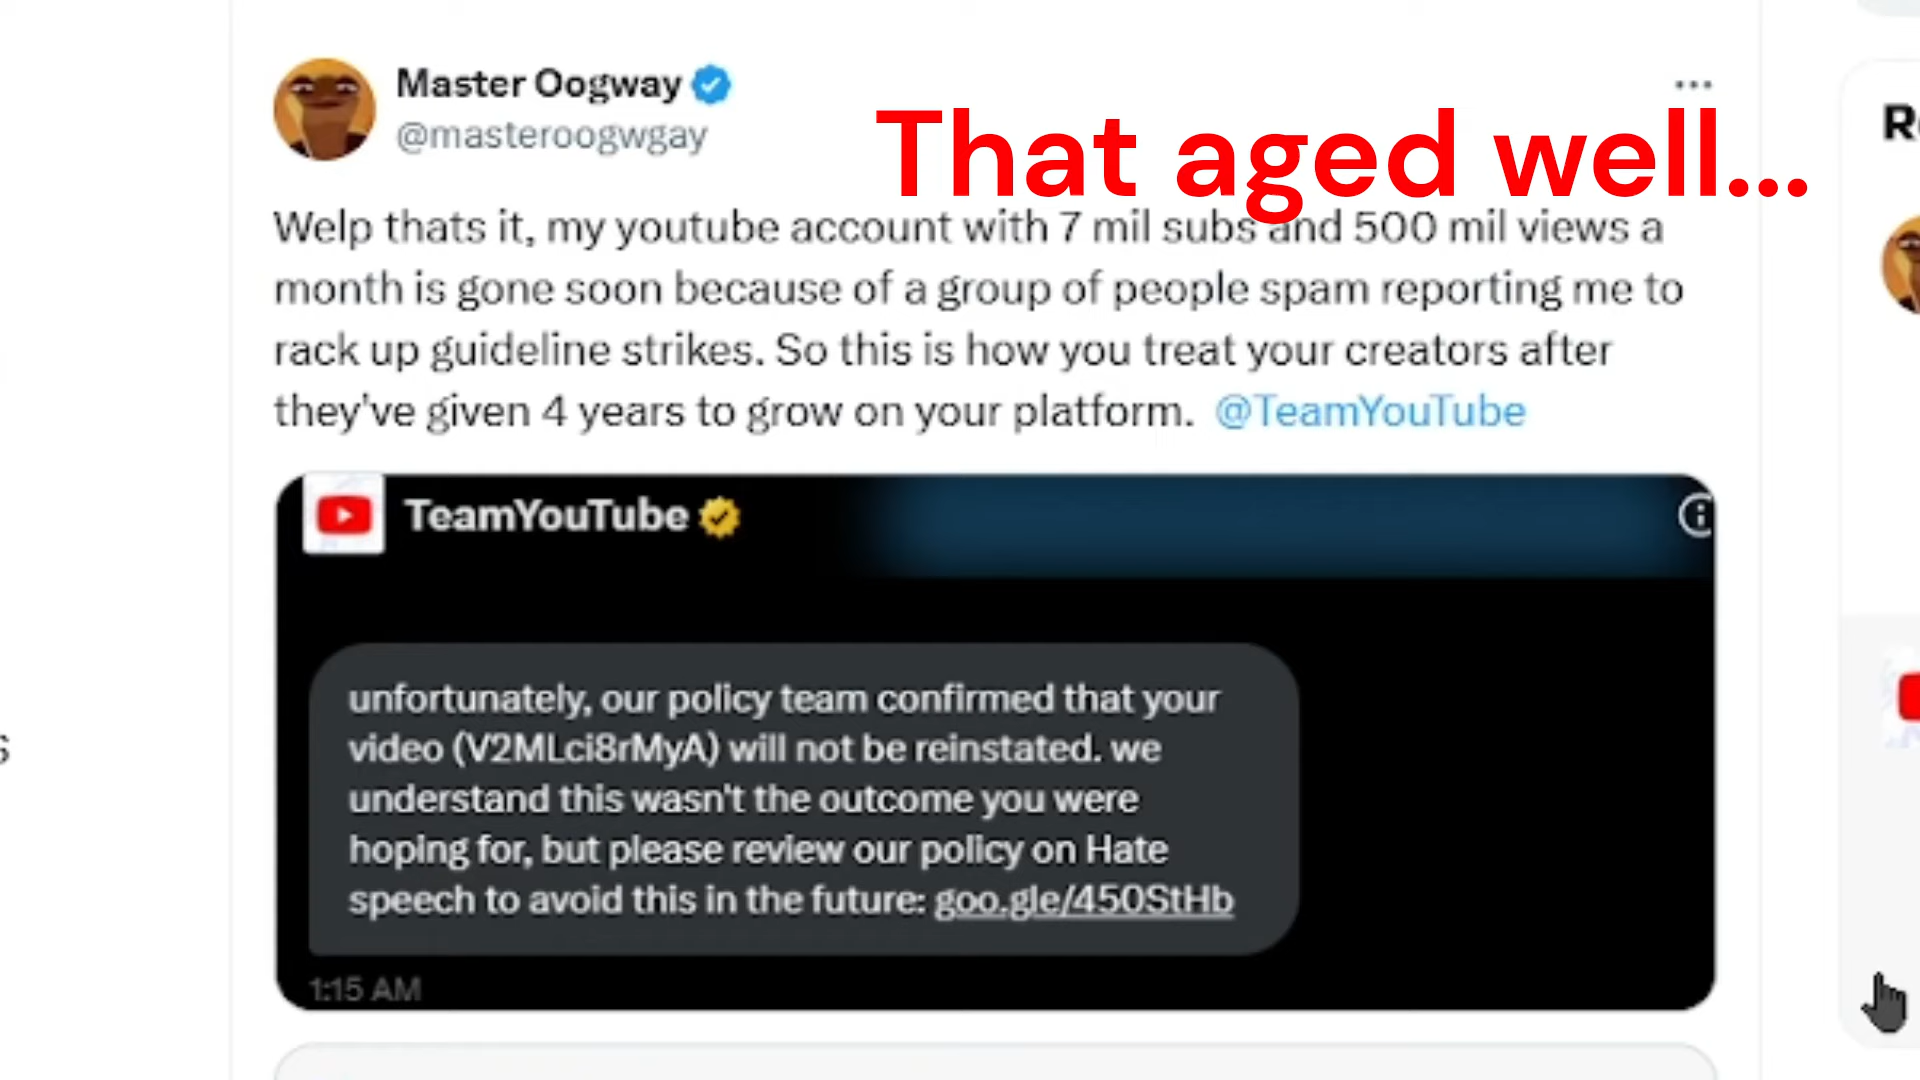 Master Oogway
@masteroogwgay
That aged well...
Welp thats it, my youtube account with 7 mil subs and 500 mil views a
month is gone soon because of a group of people spam reporting me to
rack up guideline strikes. So this is how you treat your creators after
they've given 4 years to grow on your platform. @TeamYouTube
TeamYouTube
unfortunately, our policy team confirmed that your
video (V2MLci8rMyA) will not be reinstated. we
understand this wasn't the outcome you were
hoping for, but please review our policy on Hate
speech to avoid this in the future: goo.gle/450StHb
1:15 AM